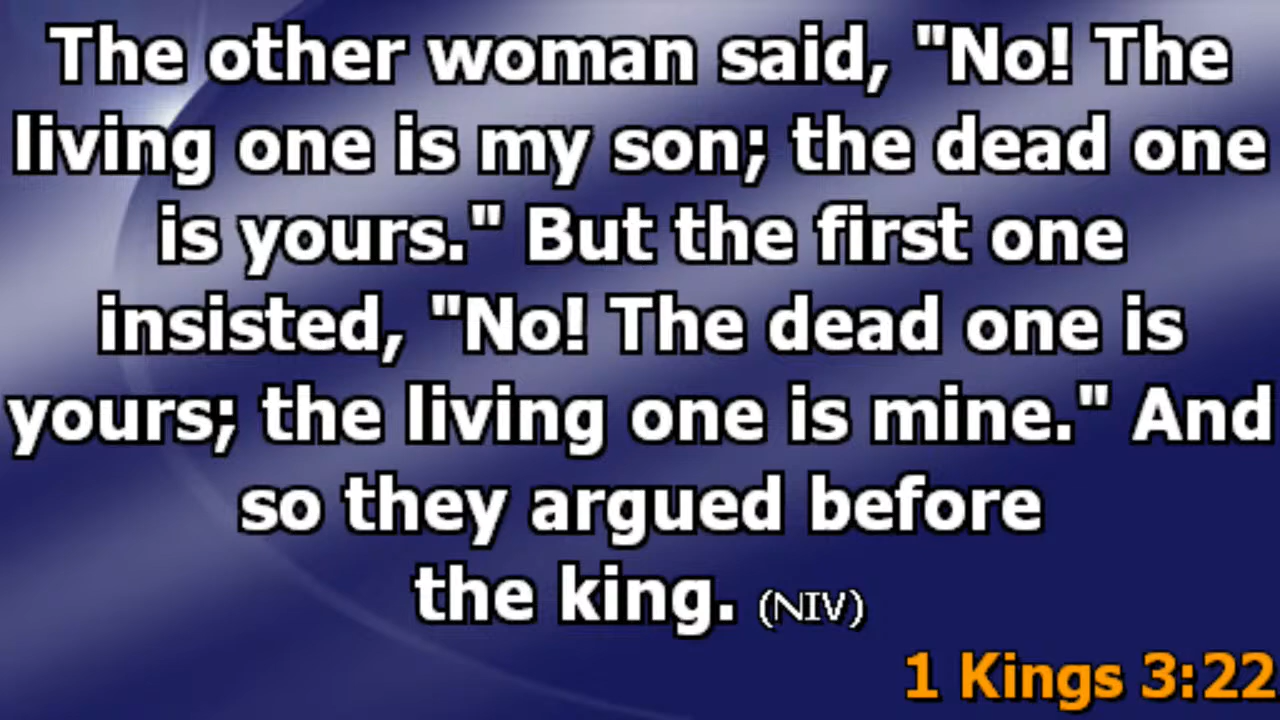 The other woman said, "No! The
living one is my son; the dead one
is yours." But the first one
insisted, "No! The dead one is
yours; the living one is mine." And
so they argued before
the king. (NIV)
1 Kings 3:22